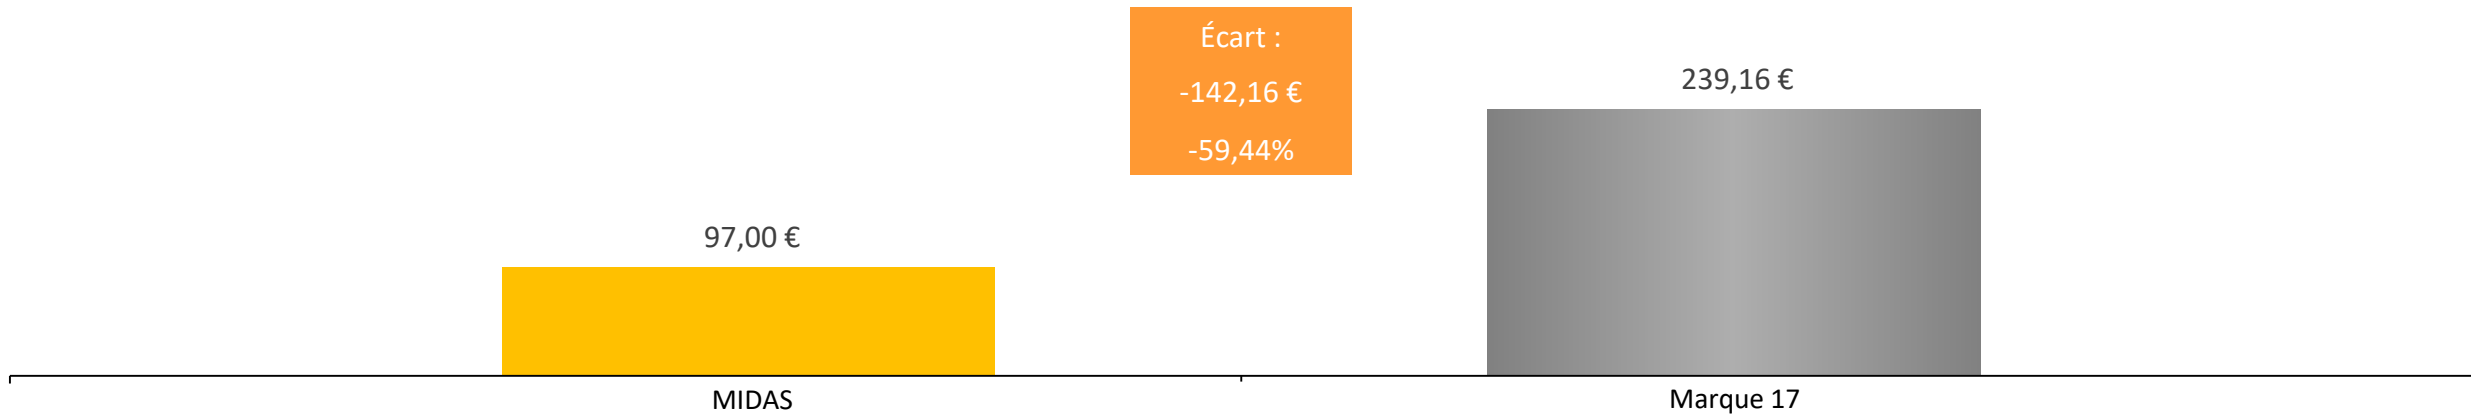 Écart :
-142,16 €
-59,44%
239,16 €
97,00 €
MIDAS
Marque 17